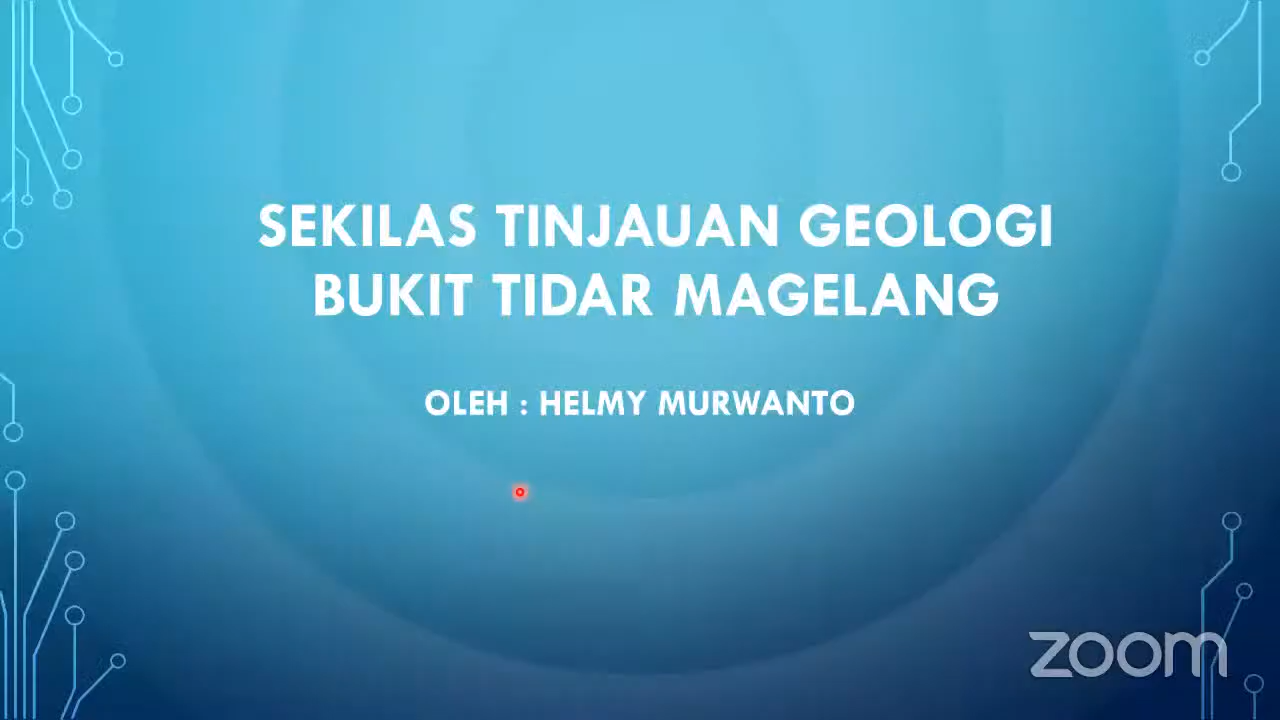 SEKILAS TINJAUAN GEOLOGI
BUKIT TIDAR MAGELANG
OLEH : HELMY MURWANTO
zoom